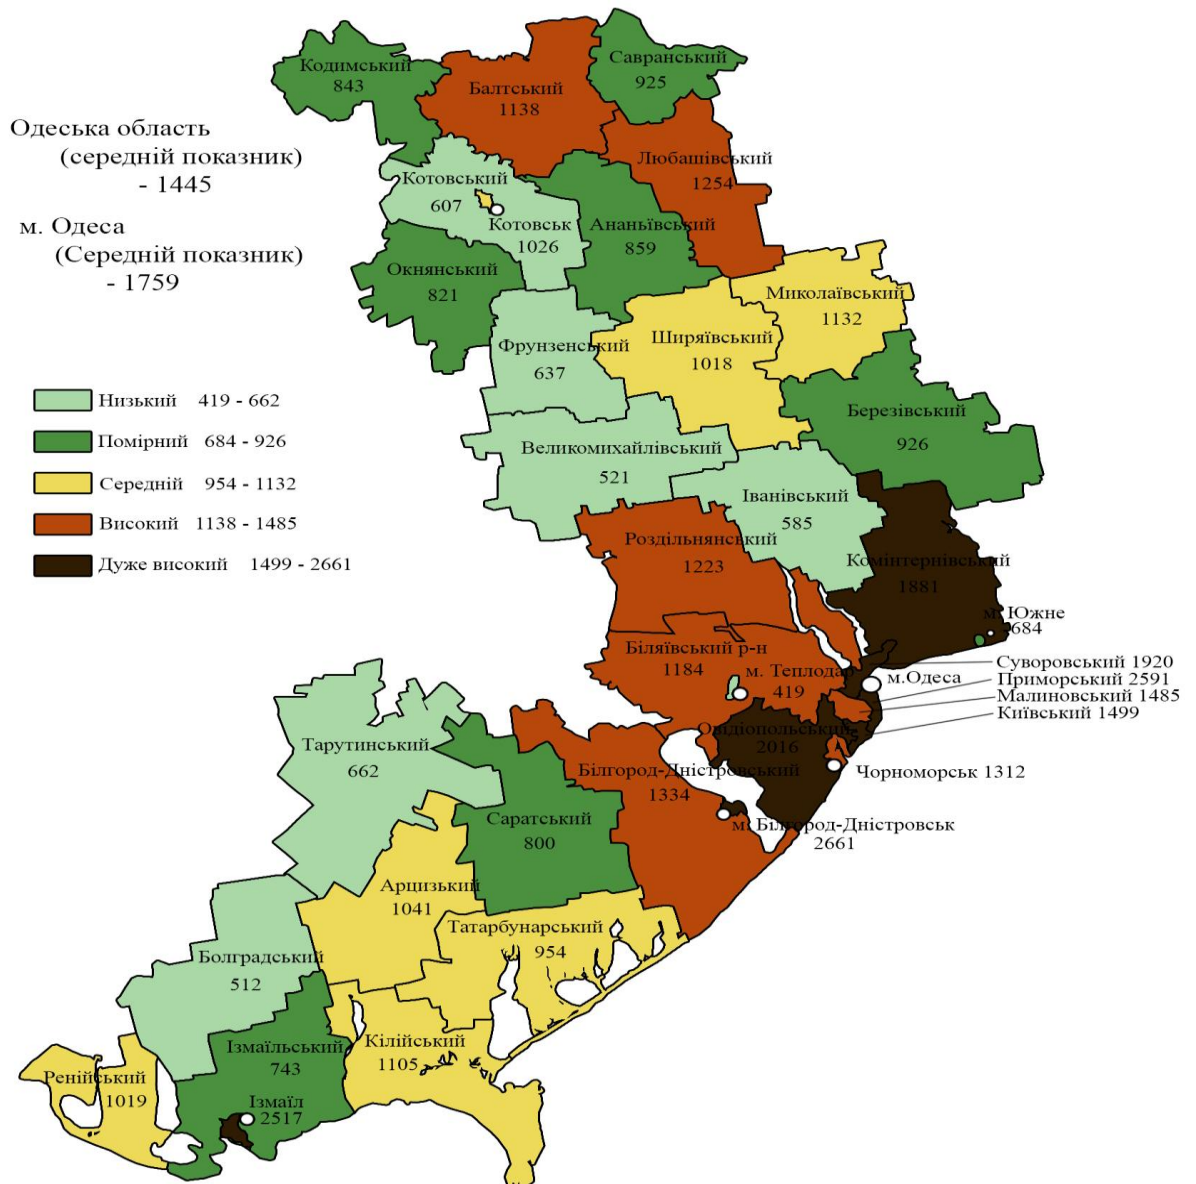 Кодимський
843
Балтський
1138
Савранський
925
Одеська область
(середній показник)
- 1445
м. Одеса
(Середній показник)
- 1759
Любашівський
1254
Котовський
607
Котовськ
1026
Ананьївський
859
Окнянський
821
Миколаївський
1132
Фрунзенський
637
Ширяївський
1018
Низький 419 - 662
Помірний 684 - 926
Середній 954 - 1132
Високий 1138 - 1485
Дуже високий 1499 - 2661
Березівський
926
Великомихайлівський
521
Іванівський
585
Роздільнянський
1223
Комінтернівський
1881
м. Южне
684
Біляївський р-н
1184
м. Теплодар
419
Суворовський 1920
Приморський 2591
Малиновський 1485
Київський 1499
м.Одеса
Овідіопольський
2016
Чорноморськ 1312
Тарутинський
662
Білгород-Дністровський
1334
м. Білгород-Дністровськ
2661
Саратський
800
Арцизький
1041
Татарбунарський
954
Болградський
512
Ізмаїльський
743
Кілійський
1105
Ренійський
1019
Ізмаїл
2517